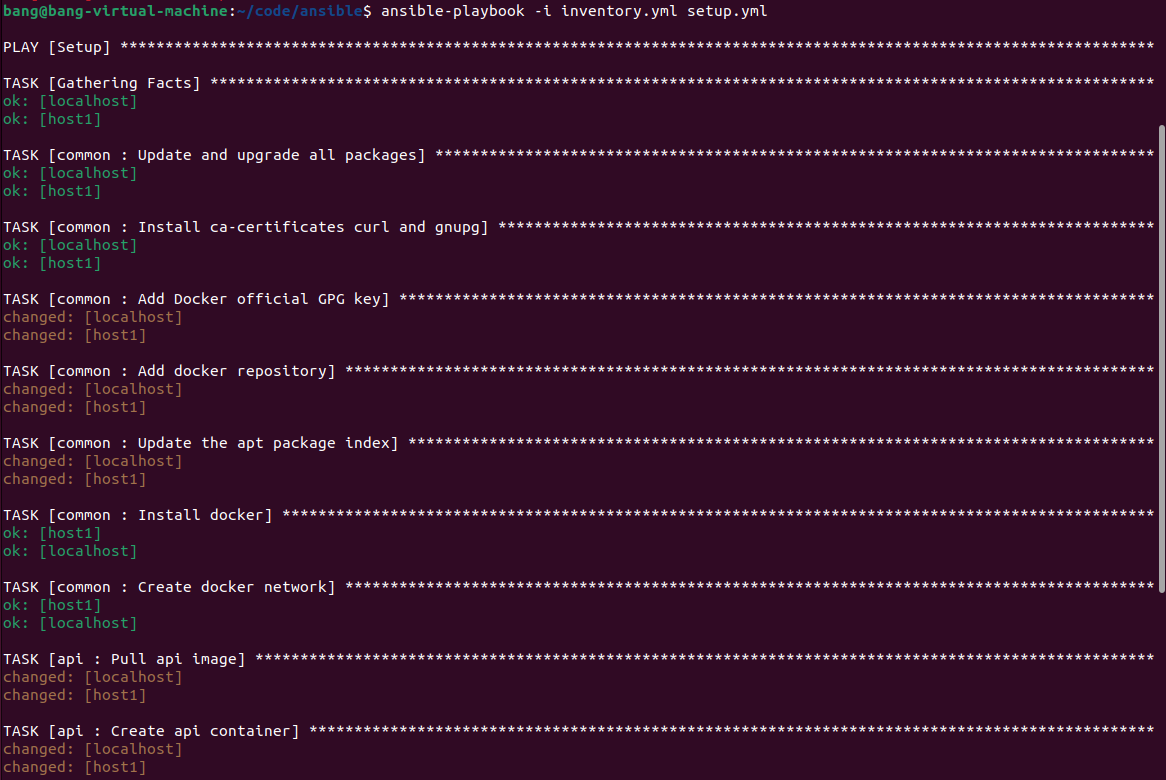 bang@bang-virtual-machine:~/code/ansible$ ansible-playbook -i inventory.yml setup.yml
PLAY [Setup] *******************************************************************************************************************
TASK [Gathering Facts] *********************************************************************************************************
ok: [localhost]
ok: [host1]
TASK [common : Update and upgrade all packages] ********************************************************************************
ok: [localhost]
ok: [host1]
TASK [common : Install ca-certificates curl and gnupg] *************************************************************************
ok: [localhost]
ok: [host1]
TASK [common : Add Docker official GPG key] ************************************************************************************
changed: [localhost]
changed: [host1]
TASK [common : Add docker repository] ******************************************************************************************
changed: [localhost]
changed: [host1]
TASK [common : Update the apt package index] ***********************************************************************************
changed: [localhost]
changed: [host1]
TASK [common : Install docker] *************************************************************************************************
ok: [host1]
ok: [localhost]
TASK [common : Create docker network] ******************************************************************************************
ok: [host1]
ok: [localhost]
TASK [api : Pull api image] ****************************************************************************************************
changed: [localhost]
changed: [host1]
TASK [api : Create api container] **********************************************************************************************
changed: [localhost]
changed: [host1]